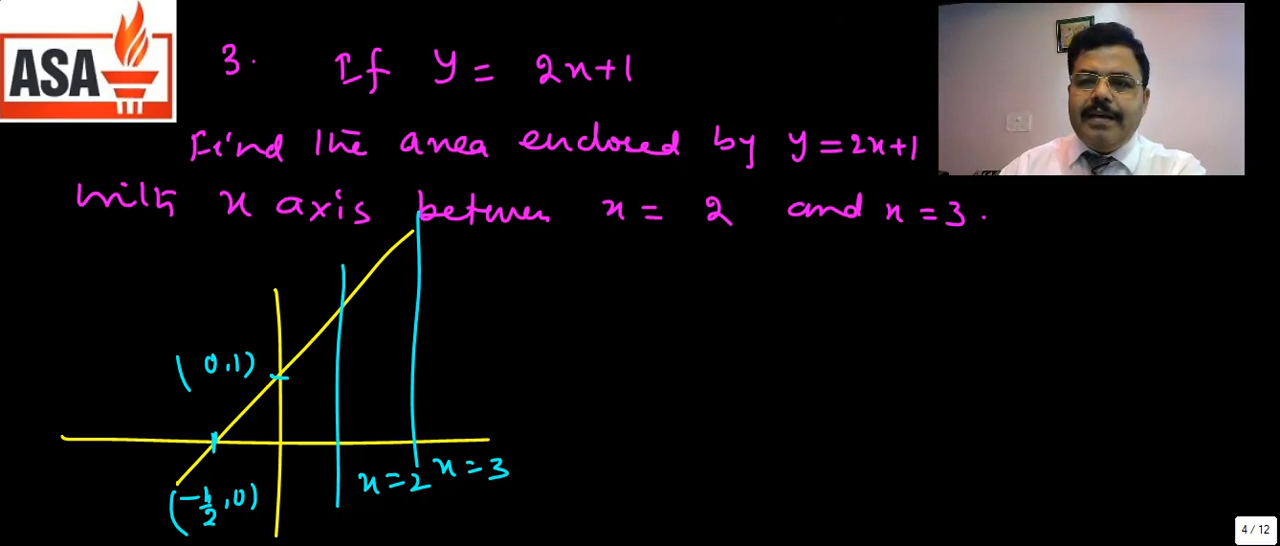 ASA
3. If y = 2x+1
Find the area enclosed by y = 2x+1
with x axis between x = 2 and x = 3.
(0,1)
x=2 x=3
(-1/2,0)
4 / 12